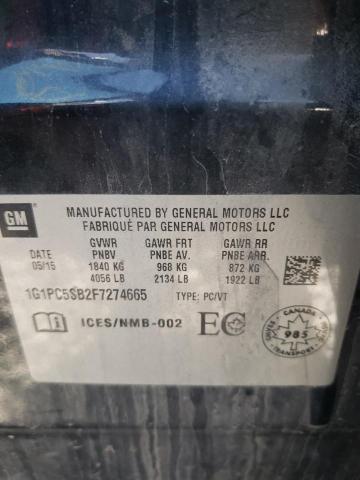 GM
MANUFACTURED BY GENERAL MOTORS LLC
FABRIQUÉ PAR GENERAL MOTORS LLC
GVWR GAWR FRT GAWR RR
DATE PNBV PNBE AV. PNBE ARR.
05/15 1840 KG 968 KG 872 KG
4056 LB 2134 LB 1922 LB
1G1PC5SB2F7274665 TYPE: PC/VT
ICES/NMB-002 EC
CANADA
985